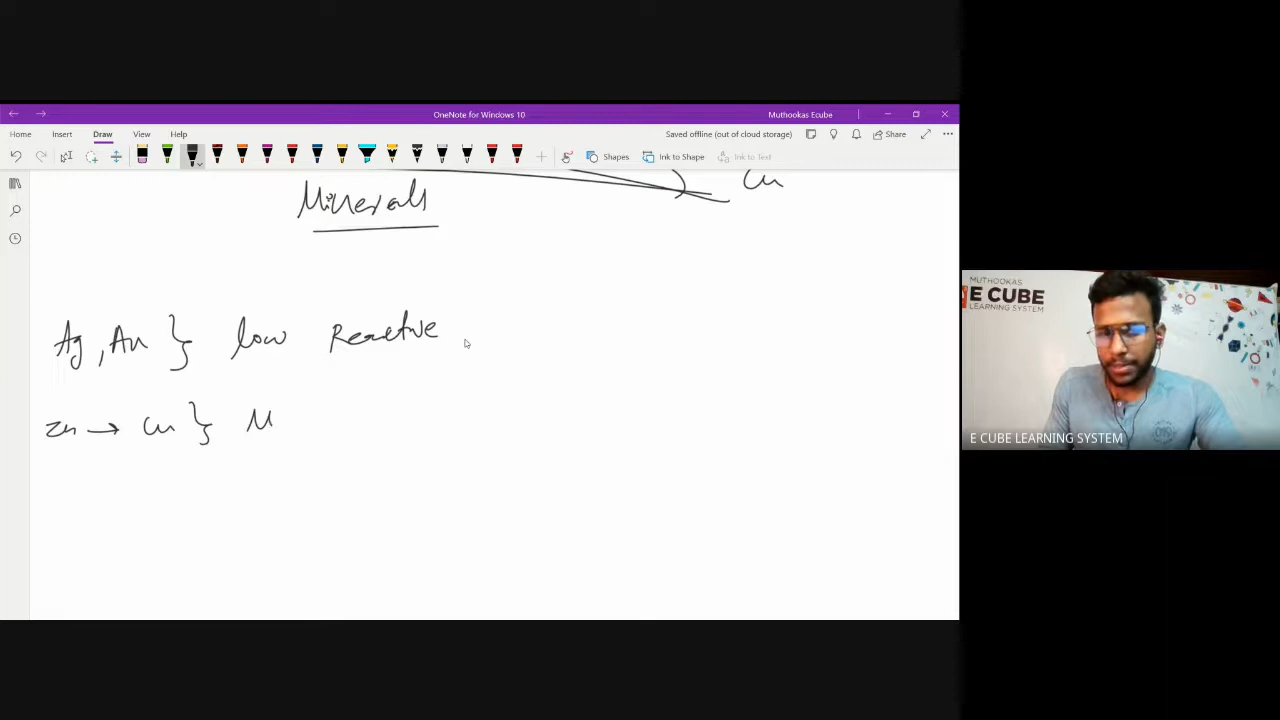 OneNote for Windows 10
Muthookas Ecube
Home Insert Draw View Help
Saved offline (out of cloud storage)
Share
Shapes
Ink to Shape
Ink to Text
Cu
Minerals
Ag, Au } low Reactive
Zn → Cu } M
MUTHOOKAS
E CUBE
LEARNING SYSTEM
E CUBE LEARNING SYSTEM